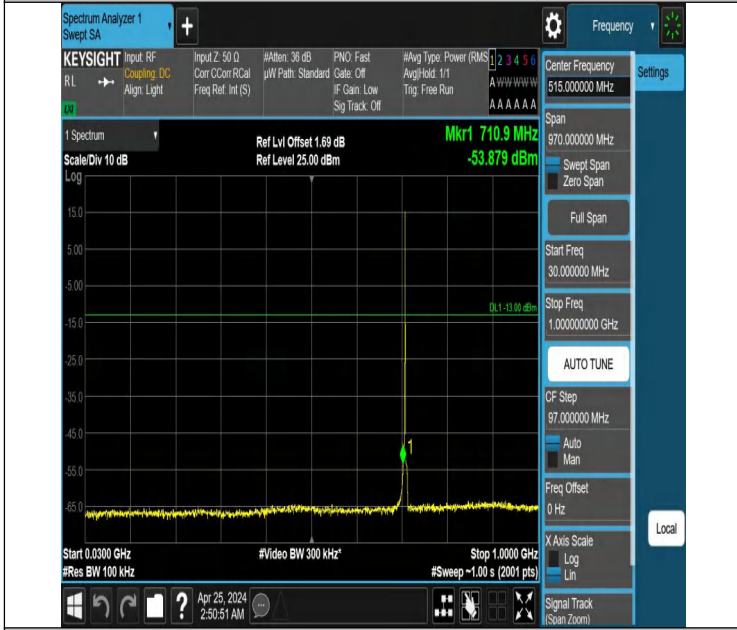 Spectrum Analyzer 1
Swept SA
+
Frequency
KEYSIGHT
RL
Input: RF
Coupling: DC
Align: Light
Input Z: 50 Ω
Corr CCorr RCal
Freq Ref: Int (S)
#Atten: 36 dB
µW Path: Standard
PNO: Fast
Gate: Off
IF Gain: Low
Sig Track: Off
#Avg Type: Power (RMS
Avg|Hold: 1/1
Trig: Free Run
1 2 3 4 5 6
A W W W W W
A A A A A A
1 Spectrum
Scale/Div 10 dB
Ref Lvl Offset 1.69 dB
Ref Level 25.00 dBm
Mkr1 710.9 MHz
-53.879 dBm
Log
15.0
5.00
-5.00
-15.0
-25.0
-35.0
-45.0
-55.0
-65.0
DL1 -13.00 dBm
1
Start 0.0300 GHz
#Res BW 100 kHz
#Video BW 300 kHz*
Stop 1.0000 GHz
#Sweep ~1.00 s (2001 pts)
Center Frequency
515.000000 MHz
Span
970.000000 MHz
Swept Span
Zero Span
Full Span
Start Freq
30.000000 MHz
Stop Freq
1.000000000 GHz
AUTO TUNE
CF Step
97.000000 MHz
Auto
Man
Freq Offset
0 Hz
X Axis Scale
Log
Lin
Signal Track
(Span Zoom)
Settings
Local
?
Apr 25, 2024
2:50:51 AM